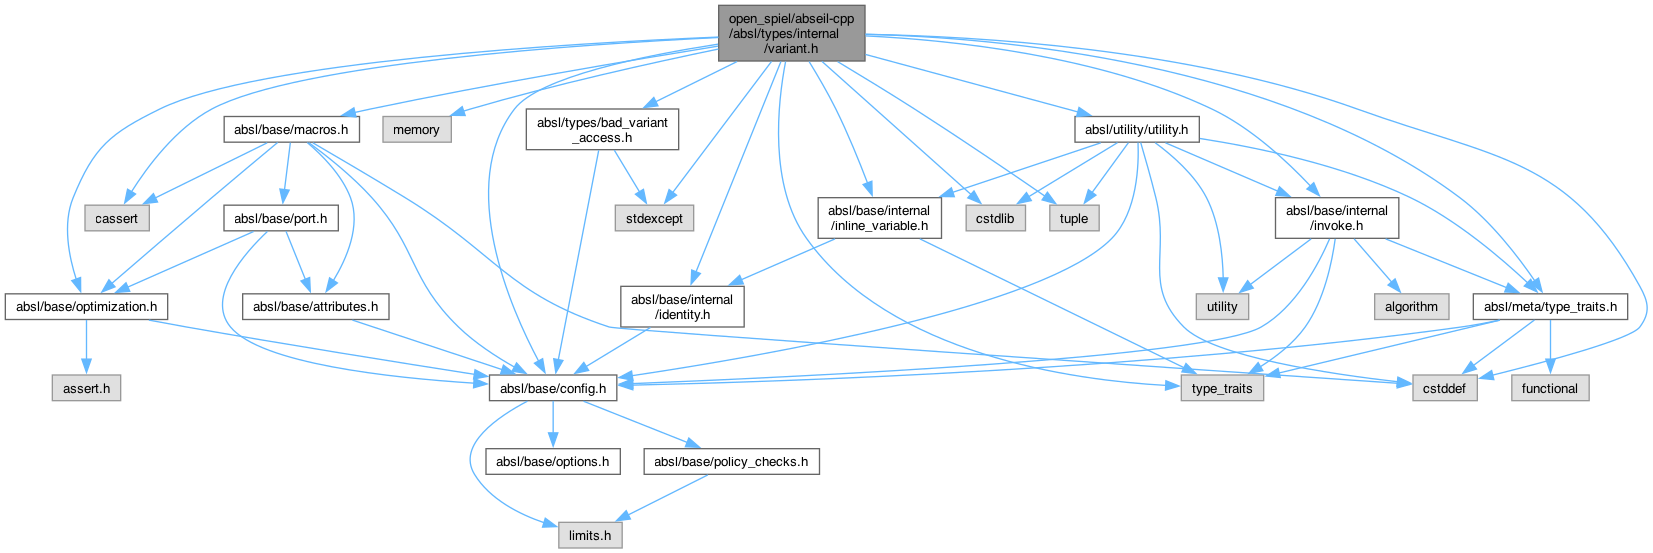 open_spiel/abseil-cpp
/absl/types/internal
/variant.h
absl/base/macros.h
memory
absl/types/bad_variant
_access.h
absl/utility/utility.h
cassert
absl/base/port.h
stdexcept
absl/base/internal
/inline_variable.h
cstdlib
tuple
absl/base/internal
/invoke.h
absl/base/optimization.h
absl/base/attributes.h
absl/base/internal
/identity.h
utility
algorithm
absl/meta/type_traits.h
assert.h
absl/base/config.h
type_traits
cstddef
functional
absl/base/options.h
absl/base/policy_checks.h
limits.h